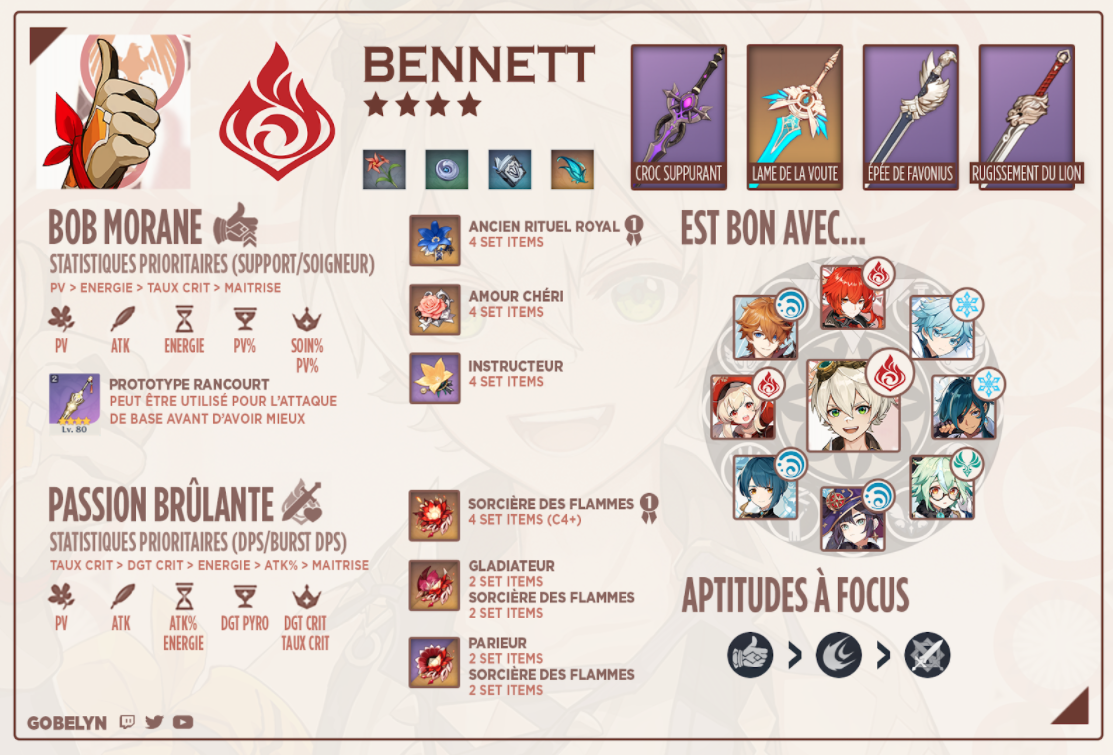 BENNETT
CROC SUPPURANT
LAME DE LA VOUTE
ÉPÉE DE FAVONIUS
RUGISSEMENT DU LION
BOB MORANE
STATISTIQUES PRIORITAIRES (SUPPORT/SOIGNEUR)
PV > ENERGIE > TAUX CRIT > MAITRISE
PV
ATK
ENERGIE
PV%
SOIN%
PV%
2
Lv. 80
PROTOTYPE RANCOURT
PEUT ÊTRE UTILISÉ POUR L'ATTAQUE
DE BASE AVANT D'AVOIR MIEUX
ANCIEN RITUEL ROYAL 1
4 SET ITEMS
AMOUR CHÉRI
4 SET ITEMS
INSTRUCTEUR
4 SET ITEMS
EST BON AVEC...
PASSION BRÛLANTE
STATISTIQUES PRIORITAIRES (DPS/BURST DPS)
TAUX CRIT > DGT CRIT > ENERGIE > ATK% > MAITRISE
PV
ATK
ATK%
ENERGIE
DGT PYRO
DGT CRIT
TAUX CRIT
SORCIÈRE DES FLAMMES 1
4 SET ITEMS (C4+)
GLADIATEUR
2 SET ITEMS
SORCIÈRE DES FLAMMES
2 SET ITEMS
PARIEUR
2 SET ITEMS
SORCIÈRE DES FLAMMES
2 SET ITEMS
APTITUDES À FOCUS
> >
GOBELYN